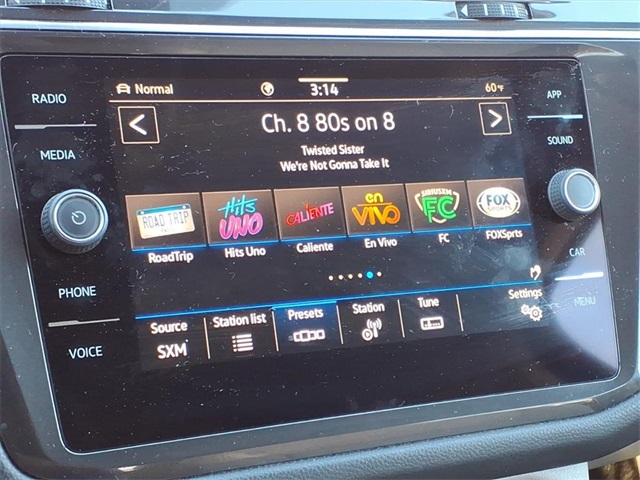 RADIO
MEDIA
PHONE
VOICE
Normal
3:14
60°F
Ch. 8 80s on 8
Twisted Sister
We're Not Gonna Take It
ROAD TRIP
Hits UNO
CALIENTE
en VIVO
SIRIUSXM FC
FOX SPORTS
RoadTrip
Hits Uno
Caliente
En Vivo
FC
FOXSprts
Source
SXM
Station list
Presets
Station
Tune
Settings
APP
SOUND
CAR
MENU